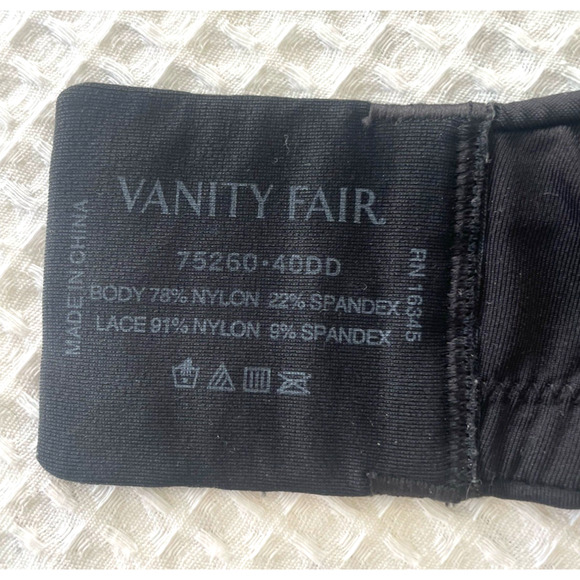 VANITY FAIR
75260·40DD
BODY 78% NYLON 22% SPANDEX
LACE 91% NYLON 9% SPANDEX
MADE IN CHINA
RN 16345